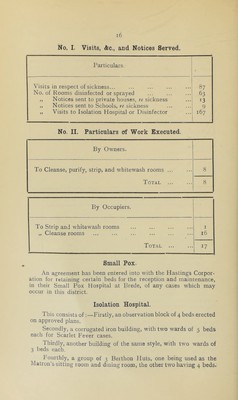 16
No. I. Visits, &c., and Notices Served.
Particulars
Visits in respect of sickness... ... ... ... ... 87
No. of Rooms disinfected or sprayed ... ... ... 63
„ Notices sent to private houses, re sickness ... 13
„ Notices sent to Schools, re sickness ... ... 9
„ Visits to Isolation Hospital or Disinfector ... 167
No. II. Particulars of Work Executed.
By Owners.
To Cleanse, purify, strip, and whitewash rooms ... ... 8
Total ... ... 8
By Occupiers.
To Strip and whitewash rooms ... ... ... ... 1
„ Cleanse rooms ... ... ... ... ... ... 16
Total ... ... 17
Small Pox.
An agreement has been entered into with the Hastings Corpor-
ation for retaining certain beds for the reception and maintenance,
in their Small Pox Hospital at Brede, of any cases which may
occur in this district.
Isolation Hospital.
This consists of :—Firstly, an observation block of 4 beds erected
on approved plans.
Secondly, a corrugated iron building, with two wards of 5 beds
each for Scarlet Fever cases.
Thirdly, another building of the same style, with two wards of
3 beds each.
Fourthly, a group of 3 Berthon Huts, one being used as the
Matron's sitting room and dining room, the other two having 4 beds.